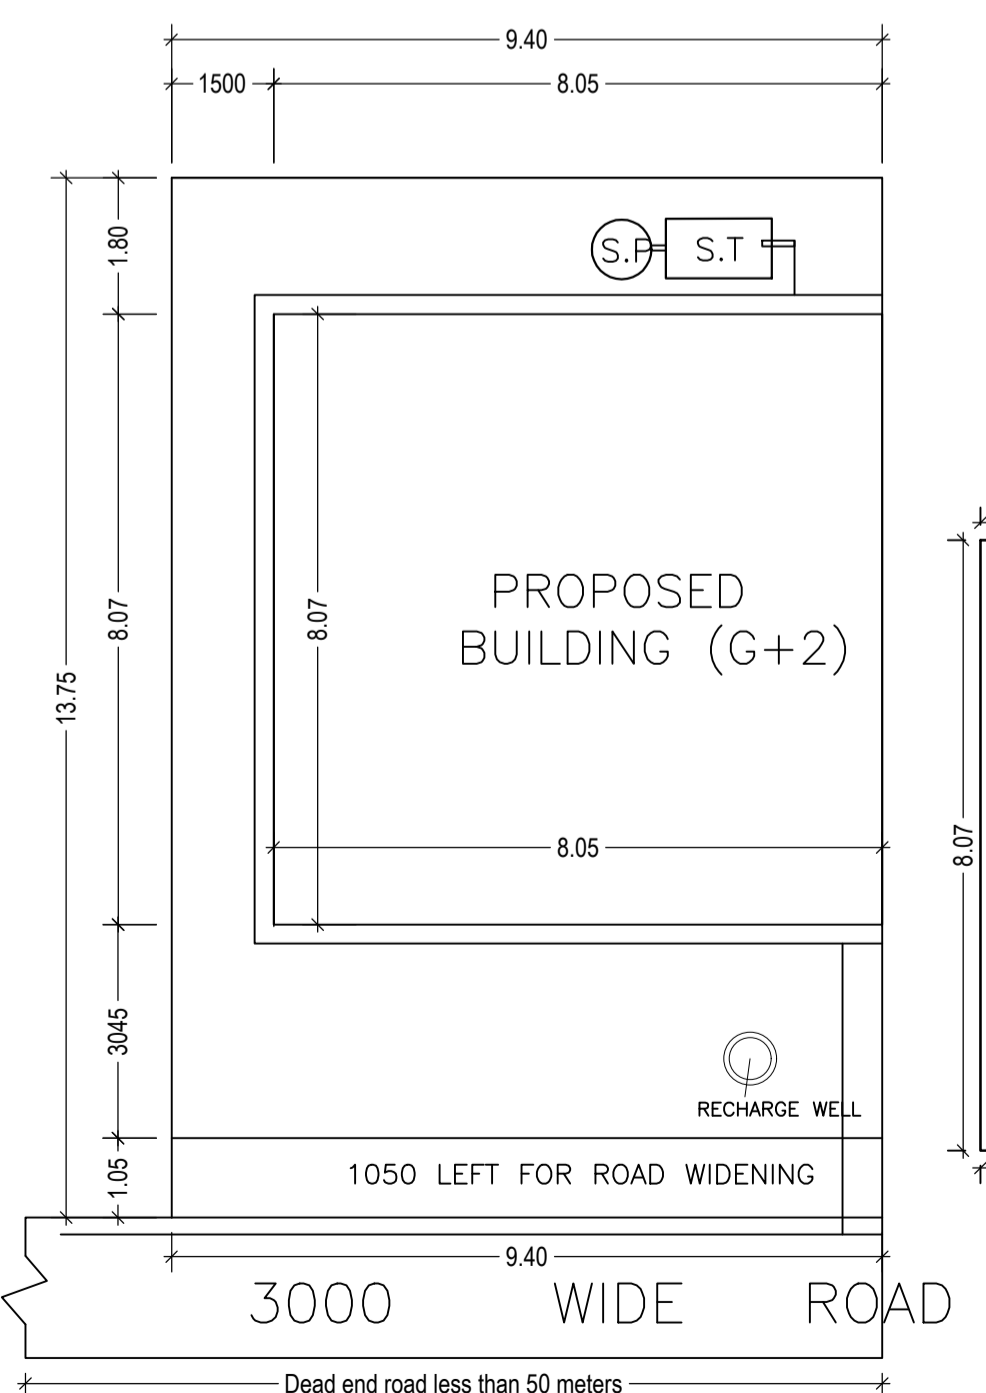 9.40
1500
8.05
1.80
S.P
S.T
8.07
8.07
13.75
PROPOSED
BUILDING (G+2)
8.05
8.07
3045
RECHARGE WELL
1.05
1050 LEFT FOR ROAD WIDENING
9.40
3000 WIDE ROAD
Dead end road less than 50 meters